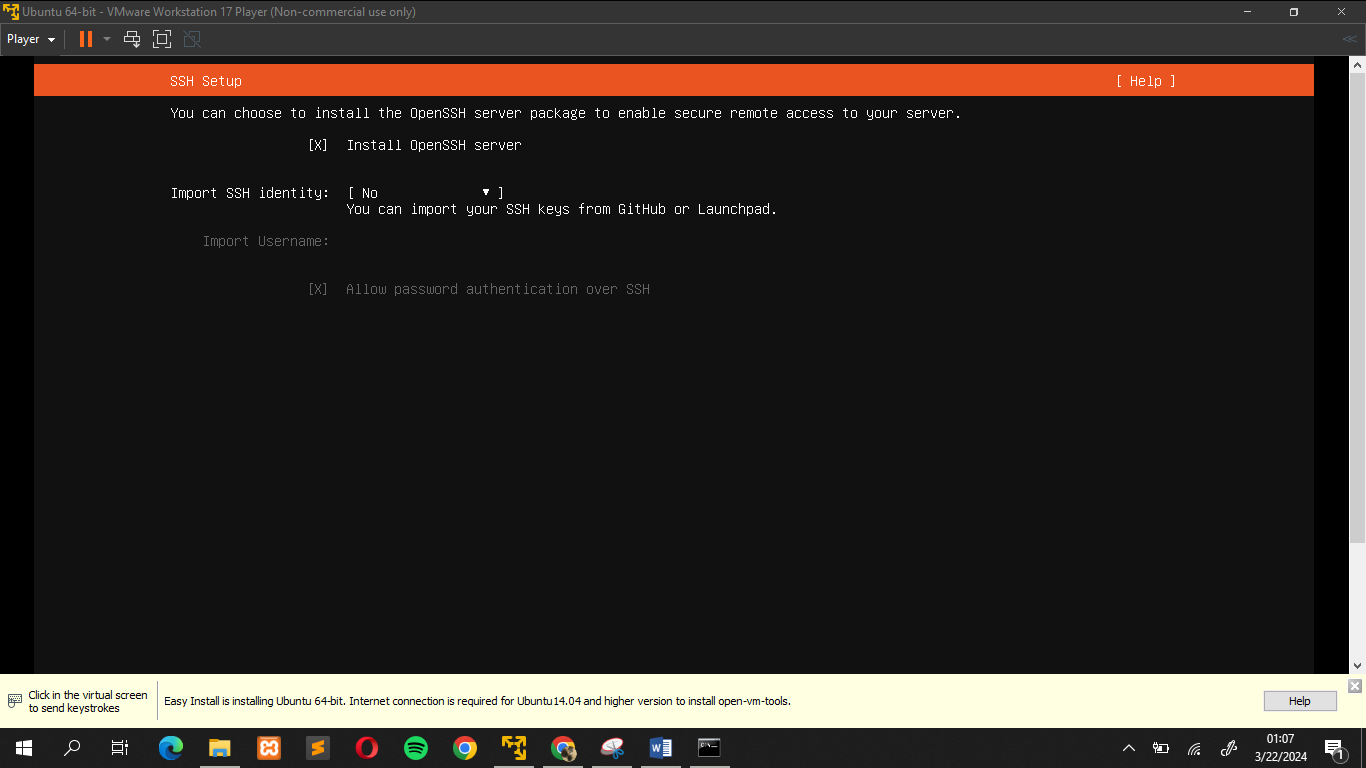 Ubuntu 64-bit - VMware Workstation 17 Player (Non-commercial use only)
Player
SSH Setup [ Help ]
You can choose to install the OpenSSH server package to enable secure remote access to your server.
[X] Install OpenSSH server
Import SSH identity: [ No ▾ ]
You can import your SSH keys from GitHub or Launchpad.
Import Username:
[X] Allow password authentication over SSH
Click in the virtual screen
to send keystrokes
Easy Install is installing Ubuntu 64-bit. Internet connection is required for Ubuntu14.04 and higher version to install open-vm-tools.
Help
01:07
3/22/2024
1